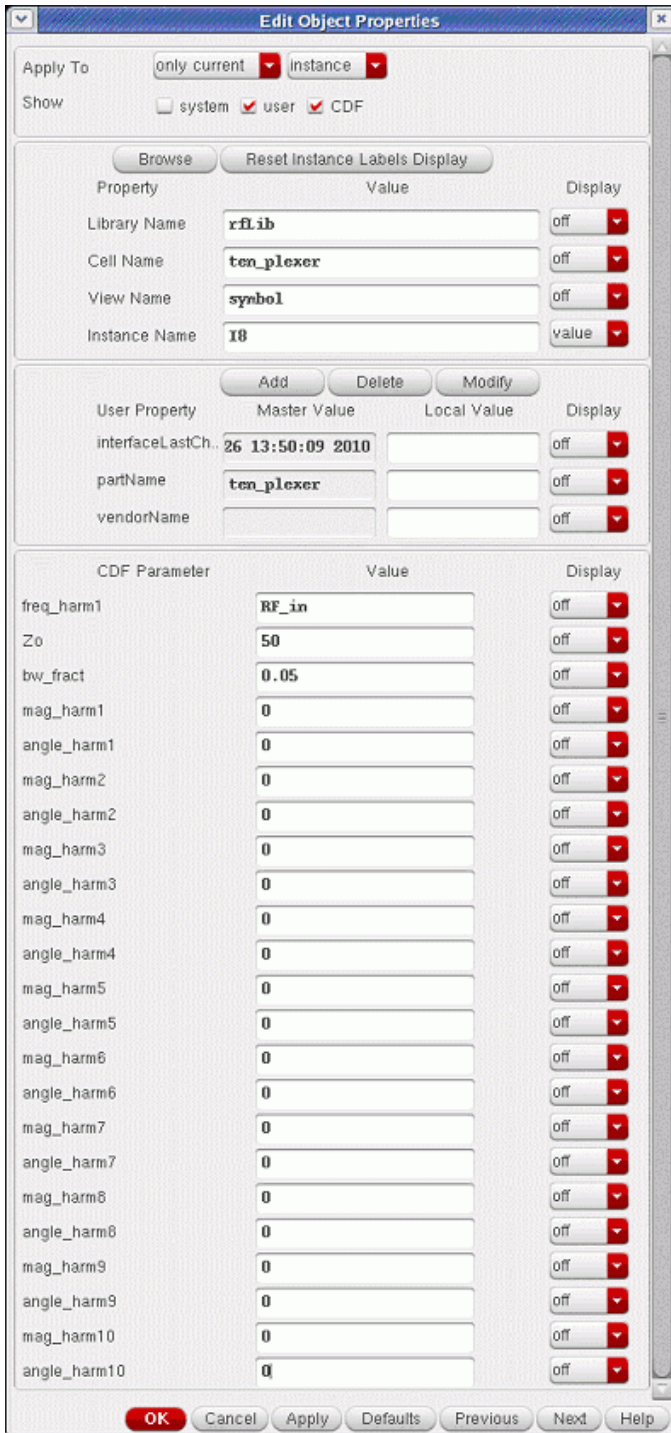 Edit Object Properties
Apply To only current instance
Show system user CDF
Browse Reset Instance Labels Display
Property Value Display
Library Name rfLib off
Cell Name ten_plexer off
View Name symbol off
Instance Name I8 value
Add Delete Modify
User Property Master Value Local Value Display
interfaceLastCh.. 26 13:50:09 2010 off
partName ten_plexer off
vendorName off
CDF Parameter Value Display
freq_harm1 RF_in off
Zo 50 off
bw_fract 0.05 off
mag_harm1 0 off
angle_harm1 0 off
mag_harm2 0 off
angle_harm2 0 off
mag_harm3 0 off
angle_harm3 0 off
mag_harm4 0 off
angle_harm4 0 off
mag_harm5 0 off
angle_harm5 0 off
mag_harm6 0 off
angle_harm6 0 off
mag_harm7 0 off
angle_harm7 0 off
mag_harm8 0 off
angle_harm8 0 off
mag_harm9 0 off
angle_harm9 0 off
mag_harm10 0 off
angle_harm10 0 off
OK Cancel Apply Defaults Previous Next Help